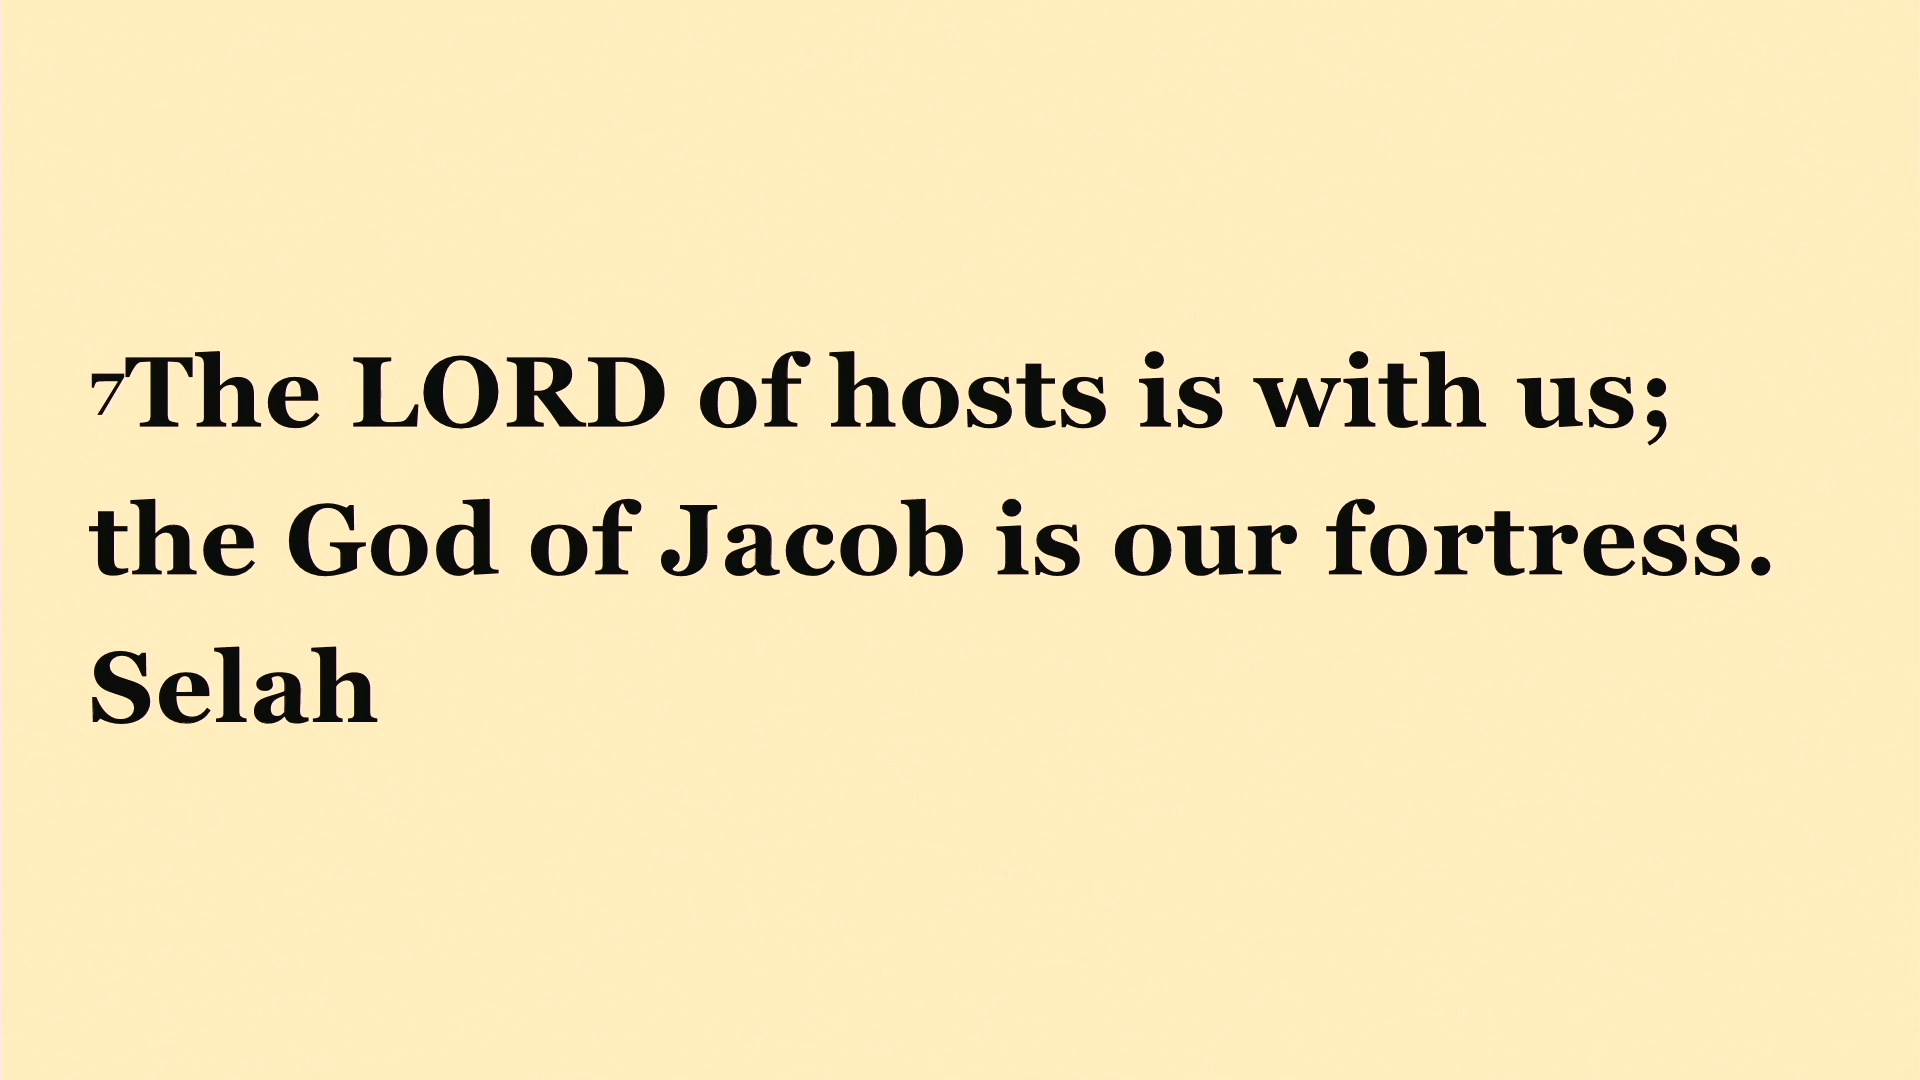 ⁷The LORD of hosts is with us;
the God of Jacob is our fortress.
Selah